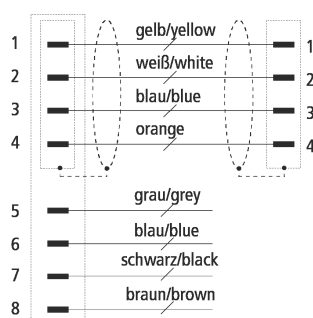 1 gelb/yellow 1
2 weiß/white 2
3 blau/blue 3
4 orange 4
5 grau/grey
6 blau/blue
7 schwarz/black
8 braun/brown